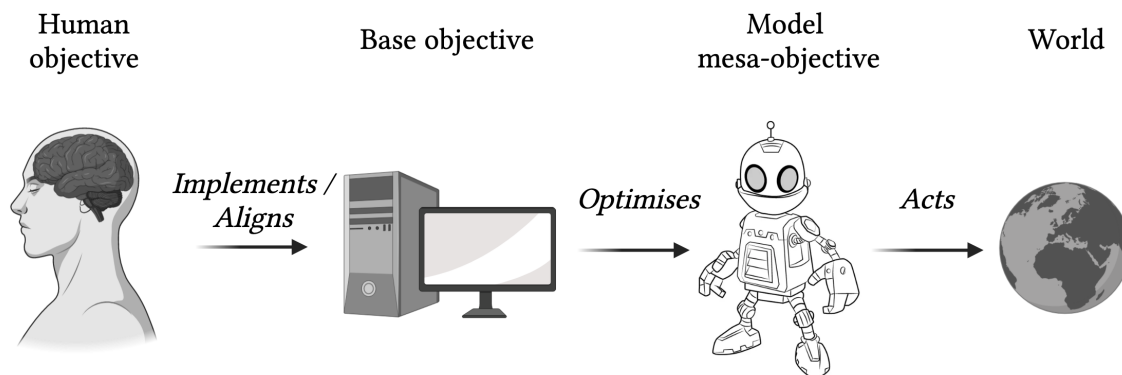 Human
objective
Base objective
Model
mesa-objective
World
Implements /
Aligns
Optimises
Acts